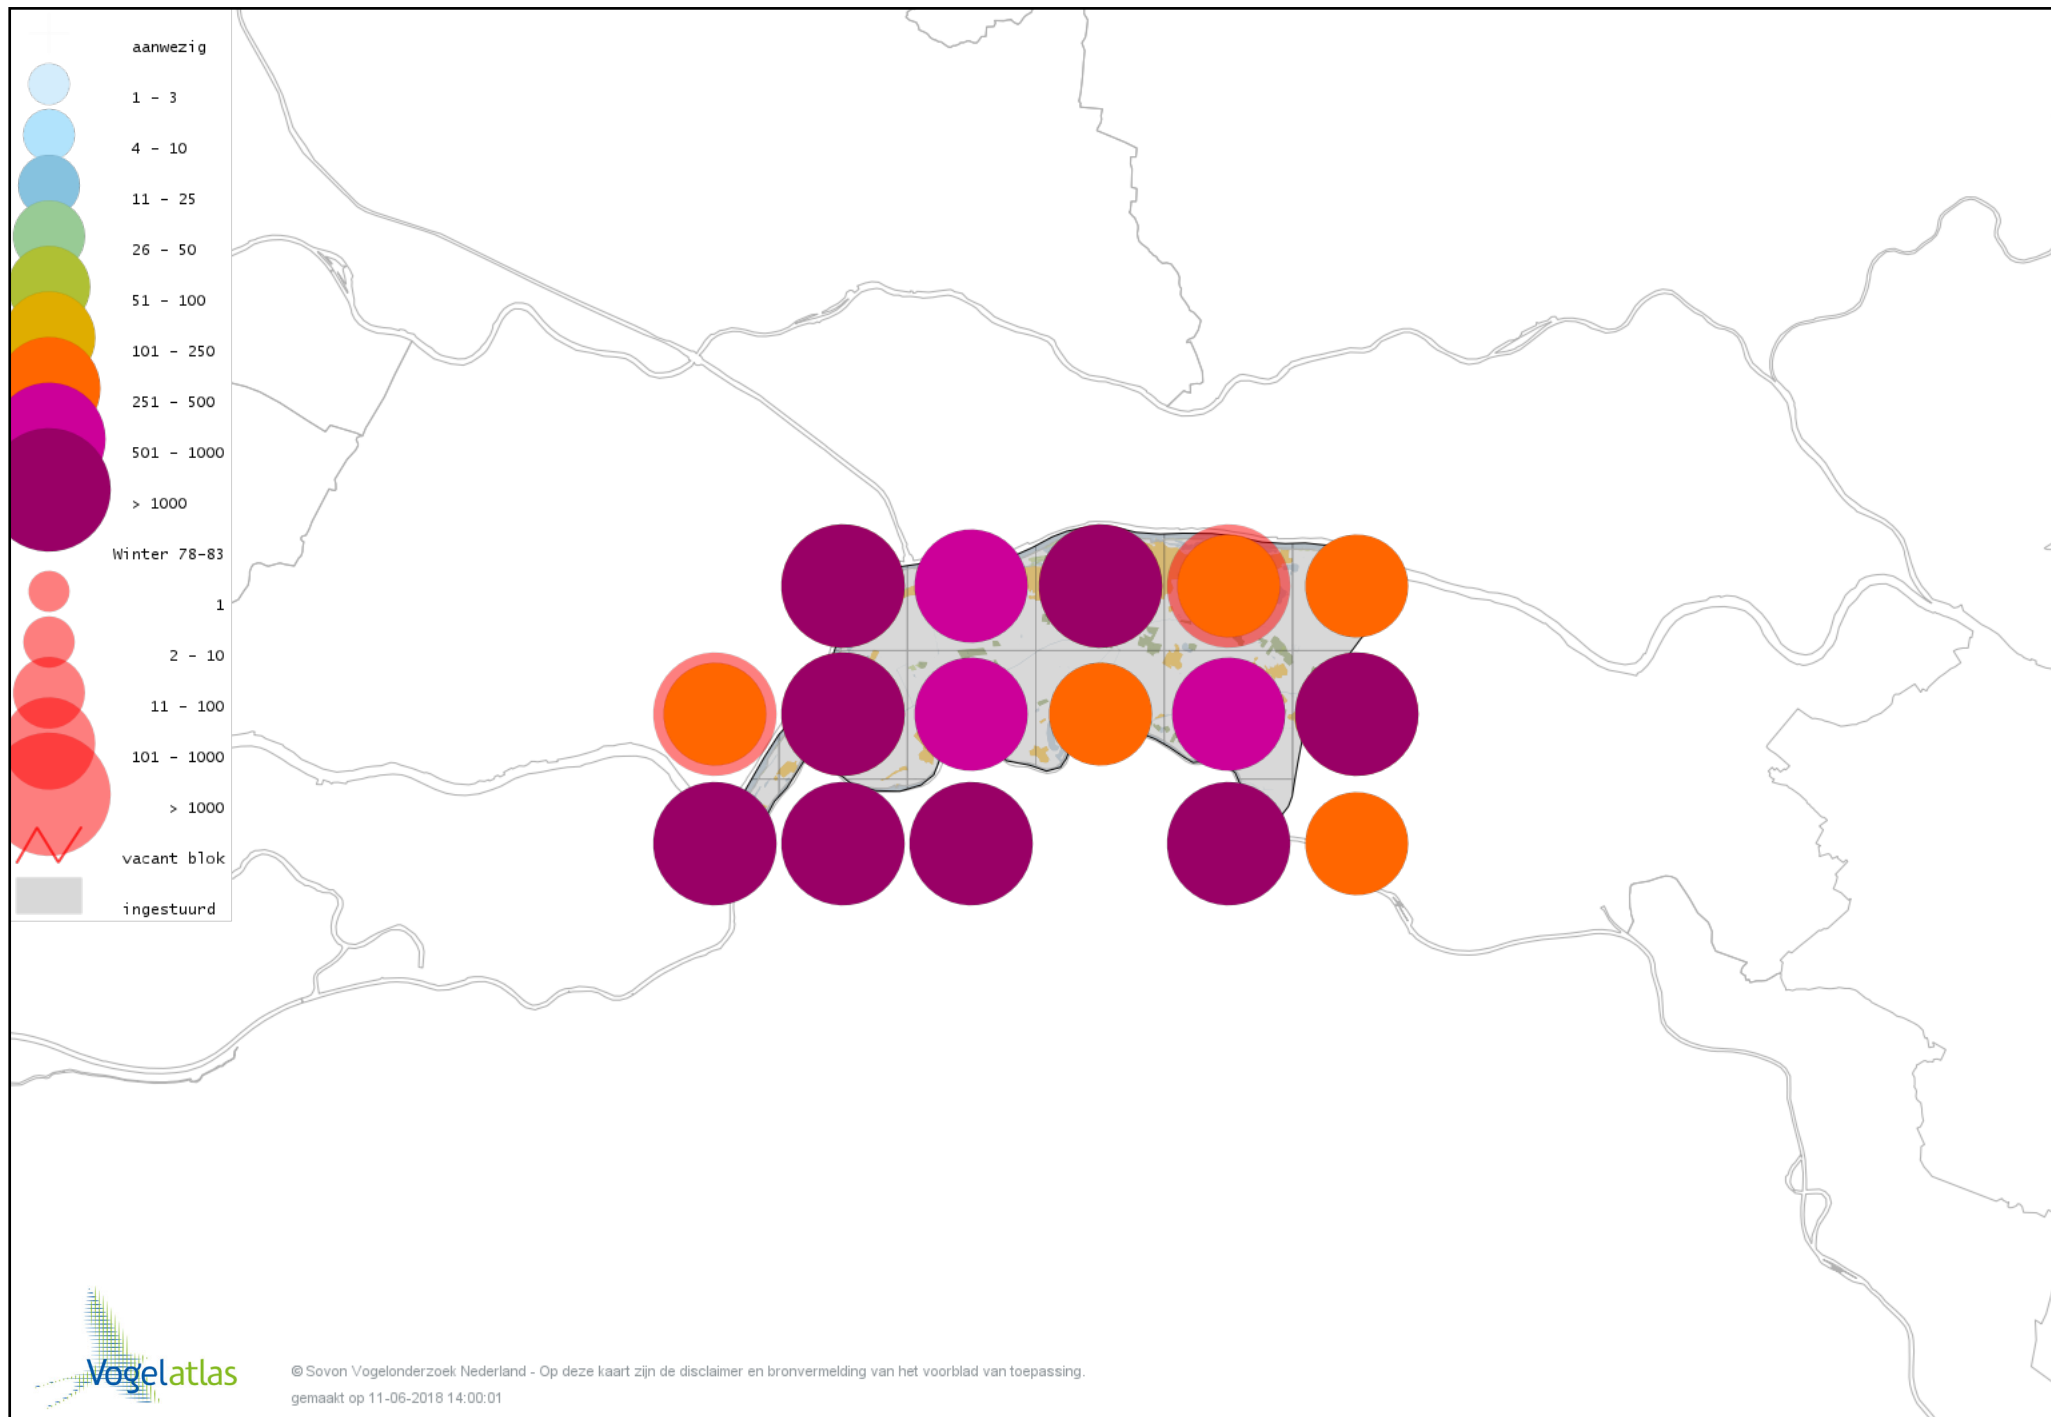 aanwezig
1 - 3
4 - 10
11 - 25
26 - 50
51 - 100
101 - 250
251 - 500
501 - 1000
> 1000
Winter 78-83
1
2 - 10
11 - 100
101 - 1000
> 1000
vacant blok
ingestuurd
Vogelatlas
© Sovon Vogelonderzoek Nederland - Op deze kaart zijn de disclaimer en bronvermelding van het voorblad van toepassing.
gemaakt op 11-06-2018 14:00:01